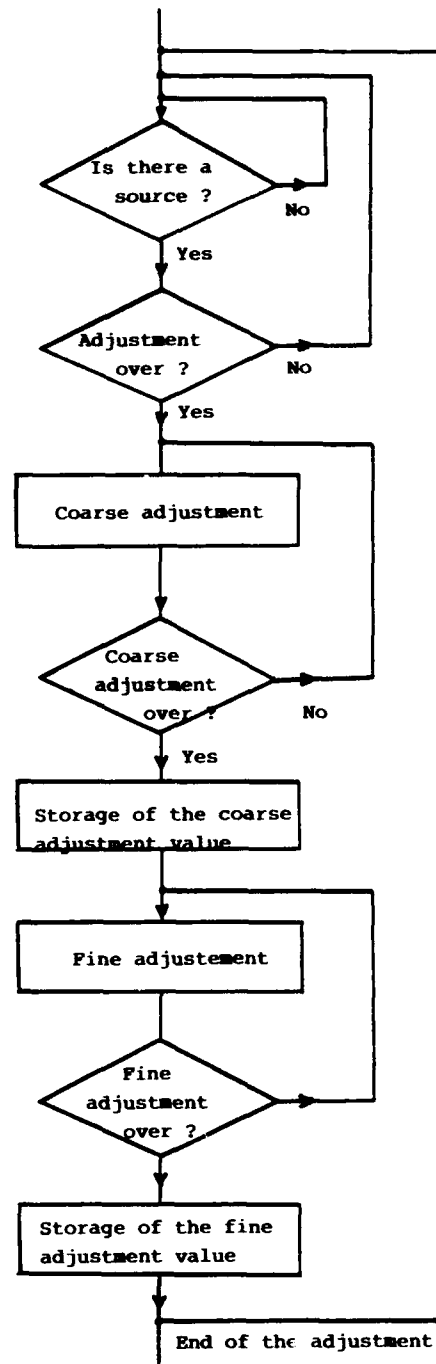 Is there a
source ?
No
Yes
Adjustment
over ?
No
Yes
Coarse adjustment
Coarse
adjustment
over ?
No
Yes
Storage of the coarse
adjustment value
Fine adjustement
Fine
adjustment
over ?
Storage of the fine
adjustment value
End of the adjustment